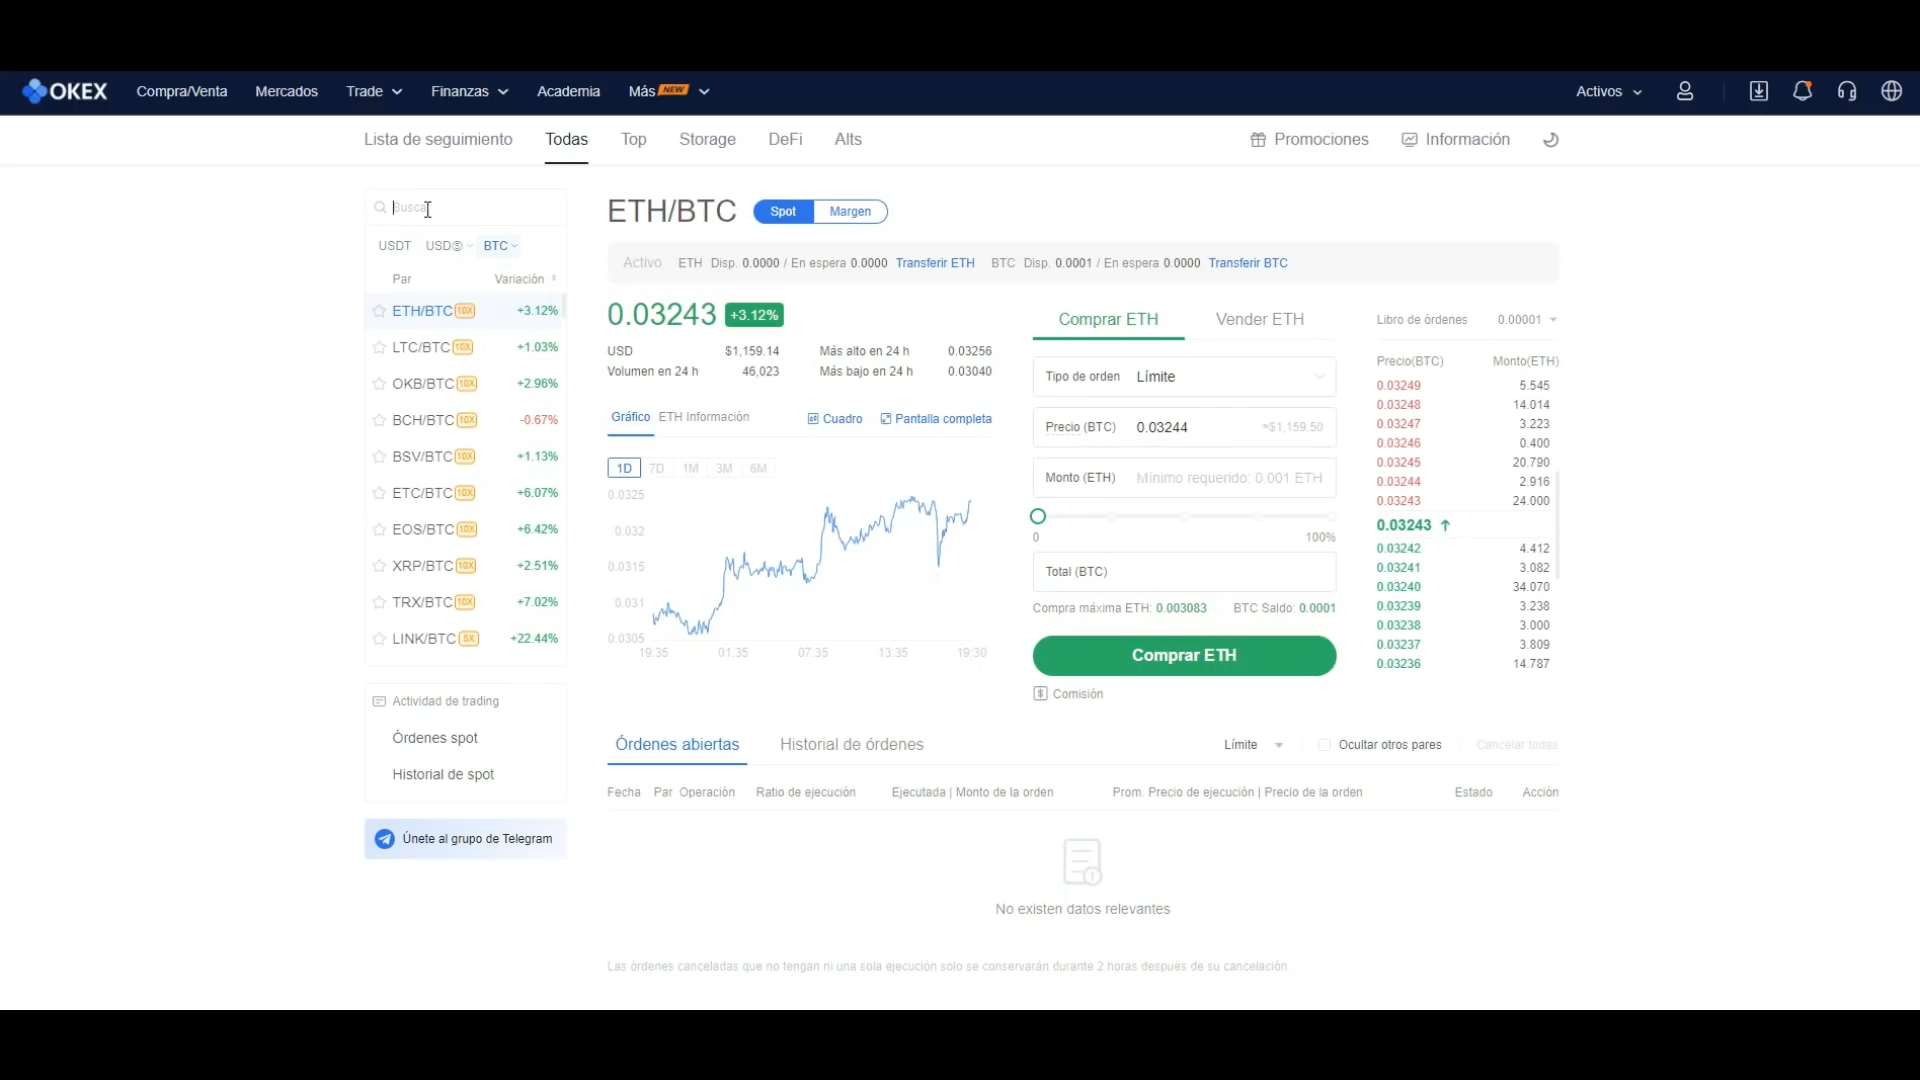 OKEX Compra/Venta Mercados Trade Finanzas Academia Más NEW Activos
Lista de seguimiento Todas Top Storage DeFi Alts Promociones Información
Busca
USDT USDⓈ BTC
Par Variación
ETH/BTC 10X +3.12%
LTC/BTC 10X +1.03%
OKB/BTC 10X +2.96%
BCH/BTC 10X -0.67%
BSV/BTC 10X +1.13%
ETC/BTC 10X +6.07%
EOS/BTC 10X +6.42%
XRP/BTC 10X +2.51%
TRX/BTC 10X +7.02%
LINK/BTC 5X +22.44%
Actividad de trading
Órdenes spot
Historial de spot
Únete al grupo de Telegram
ETH/BTC Spot Margen
Activo ETH Disp. 0.0000 / En espera 0.0000 Transferir ETH BTC Disp. 0.0001 / En espera 0.0000 Transferir BTC
0.03243 +3.12%
USD $1,159.14 Más alto en 24 h 0.03256
Volumen en 24 h 46,023 Más bajo en 24 h 0.03040
Gráfico ETH Información Cuadro Pantalla completa
1D 7D 1M 3M 6M
0.0325
0.032
0.0315
0.031
0.0305
19:35 01:35 07:35 13:35 19:30
Comprar ETH Vender ETH
Tipo de orden Límite
Precio (BTC) 0.03244 ≈$1,159.50
Monto (ETH) Mínimo requerido: 0.001 ETH
0 100%
Total (BTC)
Compra máxima ETH: 0.003083 BTC Saldo: 0.0001
Comprar ETH
Comisión
Libro de órdenes 0.00001
Precio(BTC) Monto(ETH)
0.03249 5.545
0.03248 14.014
0.03247 3.223
0.03246 0.400
0.03245 20.790
0.03244 2.916
0.03243 24.000
0.03243 ↑
0.03242 4.412
0.03241 3.082
0.03240 34.070
0.03239 3.238
0.03238 3.000
0.03237 3.809
0.03236 14.787
Órdenes abiertas Historial de órdenes Límite Ocultar otros pares Cancelar todas
Fecha Par Operación Ratio de ejecución Ejecutada | Monto de la orden Prom. Precio de ejecución | Precio de la orden Estado Acción
No existen datos relevantes
Las órdenes canceladas que no tengan ni una sola ejecución solo se conservarán durante 2 horas después de su cancelación.